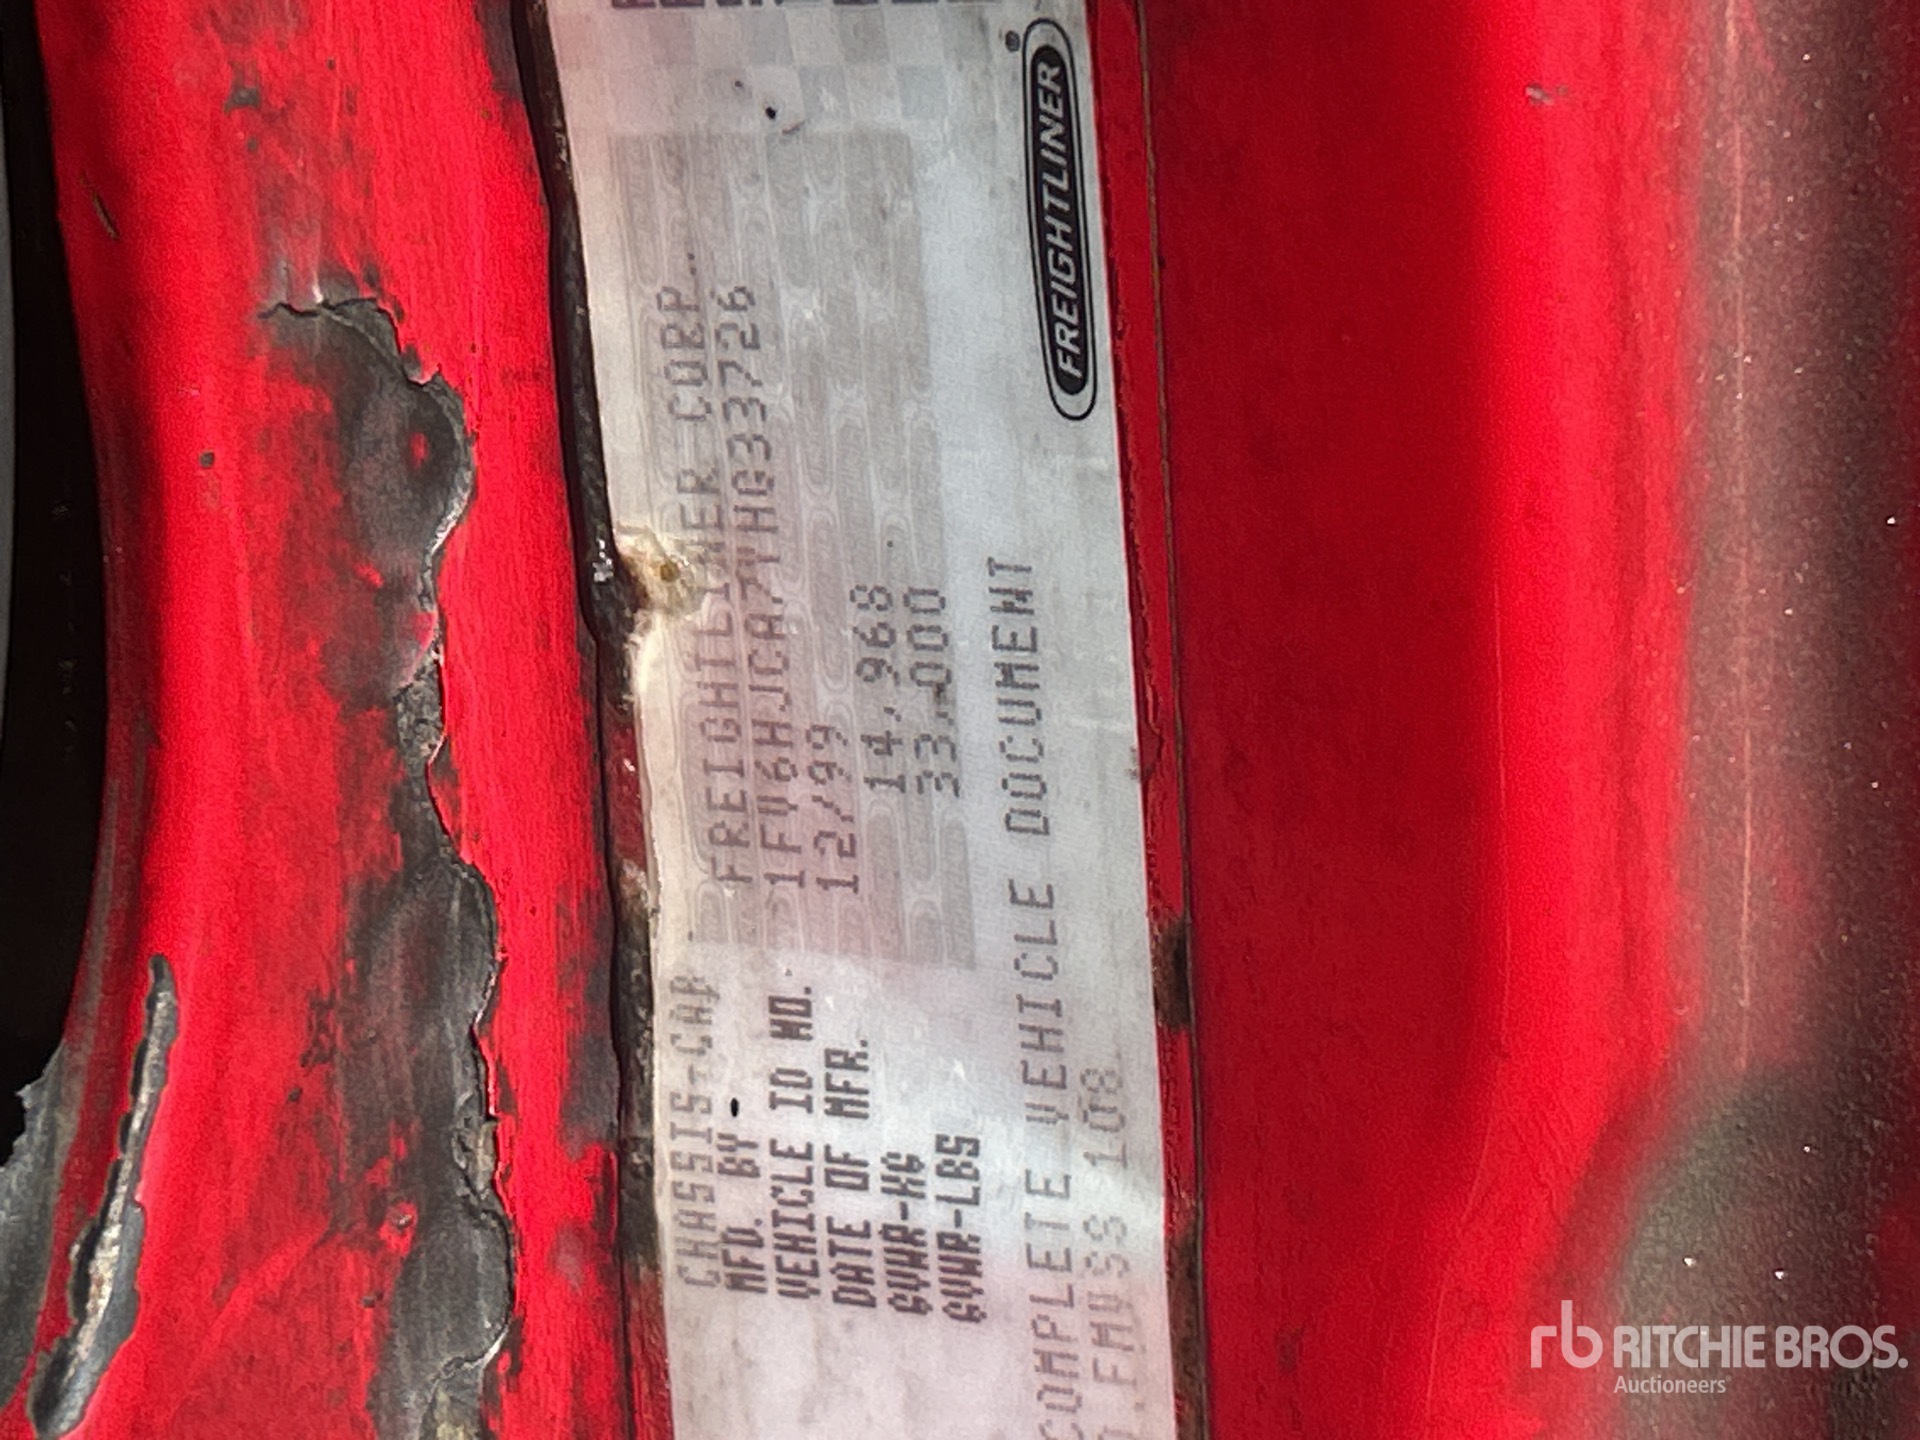 CHASSIS-CAB
MFD. BY FREIGHTLINER CORP.
VEHICLE ID NO. 1FV6HJCA7YHG33726
DATE OF MFR. 12/99
GVWR-KG 14,968
GVWR-LBS 33,000
COMPLETE VEHICLE DOCUMENT
FMVSS 108
FREIGHTLINER ®
rb RITCHIE BROS.
Auctioneers